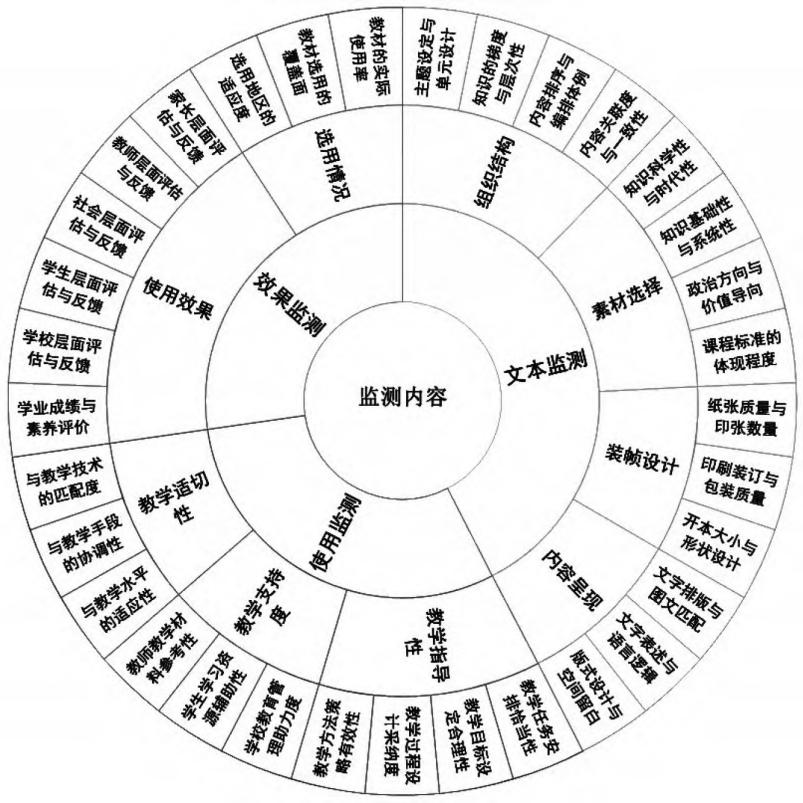 监测内容
文本监测
使用监测
效果监测
组织结构
素材选择
装帧设计
内容呈现
教学指导
性
教学支持
度
教学适切
性
使用效果
选用情况
主题设定与
单元设计
知识的梯度
与层次性
内容排序与
编排体例
内容关联度
与一致性
知识科学性
与时代性
知识基础性
与系统性
政治方向与
价值导向
课程标准的
体现程度
纸张质量与
印张数量
印刷装订与
包装质量
开本大小与
形状设计
文字排版与
图文匹配
文字表述与
语言逻辑
版式设计与
空间留白
教学任务安
排恰当性
教学目标设
定合理性
教学过程设
计采纳度
教学方法策
略有效性
学校教育管
理助力度
学生学习资
源辅助性
教师教学材
料参考性
与教学水平
的适应性
与教学手段
的协调性
与教学技术
的匹配度
学业成绩与
素养评价
学校层面评
估与反馈
学生层面评
估与反馈
社会层面评
估与反馈
教师层面评估
与反馈
家长层面评
估与反馈
选用地区的
适应度
教材选用的
覆盖面
教材的实际
使用率